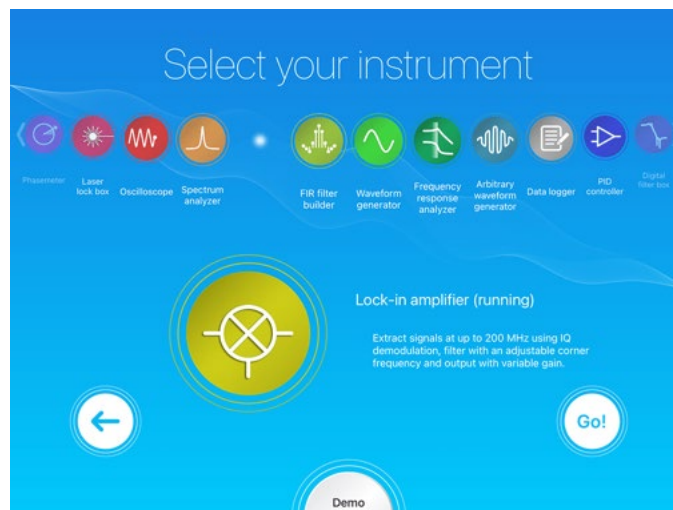 Select your instrument
Phasemeter
Laser
lock box
Oscilloscope
Spectrum
analyzer
FIR filter
builder
Waveform
generator
Frequency
response
analyzer
Arbitrary
waveform
generator
Data logger
PID
controller
Digital
filter box
Lock-in amplifier (running)
Extract signals at up to 200 MHz using IQ
demodulation, filter with an adjustable corner
frequency and output with variable gain.
Go!
Demo